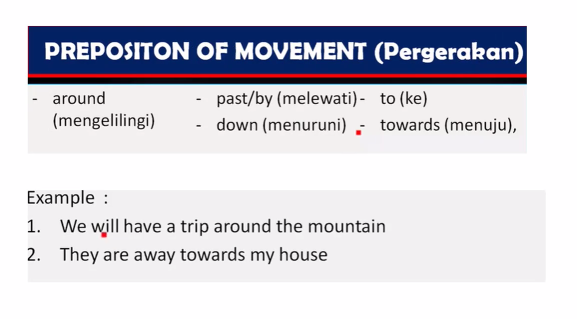 PREPOSITON OF MOVEMENT (Pergerakan)
- around - past/by (melewati) - to (ke)
(mengelilingi) - down (menuruni) - towards (menuju),
Example :
1. We will have a trip around the mountain
2. They are away towards my house